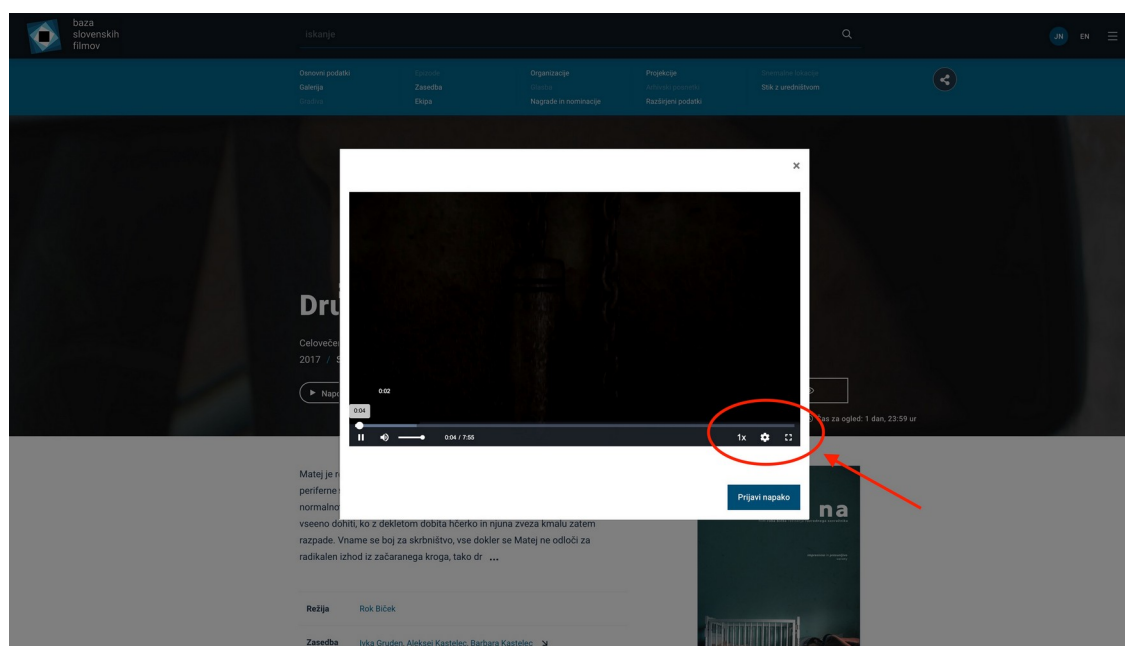 baza
slovenskih
filmov
Iskanje
JN EN
Osnovni podatki
Galerija
Epizode
Zasedba
Ekipa
Organizacije
Nagrade in nominacije
Projekcije
Razširjeni podatki
Stik z uredništvom
×
Dru
Celoveče
2017 / S
Napo
0:02
0:04
0:04 / 7:55
1x
Čas za ogled: 1 dan, 23:59 ur
Prijavi napako
na
Matej je r
periferne
normalno
vseeno dohiti, ko z dekletom dobita hčerko in njuna zveza kmalu zatem
razpade. Vname se boj za skrbništvo, vse dokler se Matej ne odloči za
radikalen izhod iz začaranega kroga, tako dr ...
Režija Rok Biček
Zasedba Ivka Gruden, Aleksej Kastelec, Barbara Kastelec